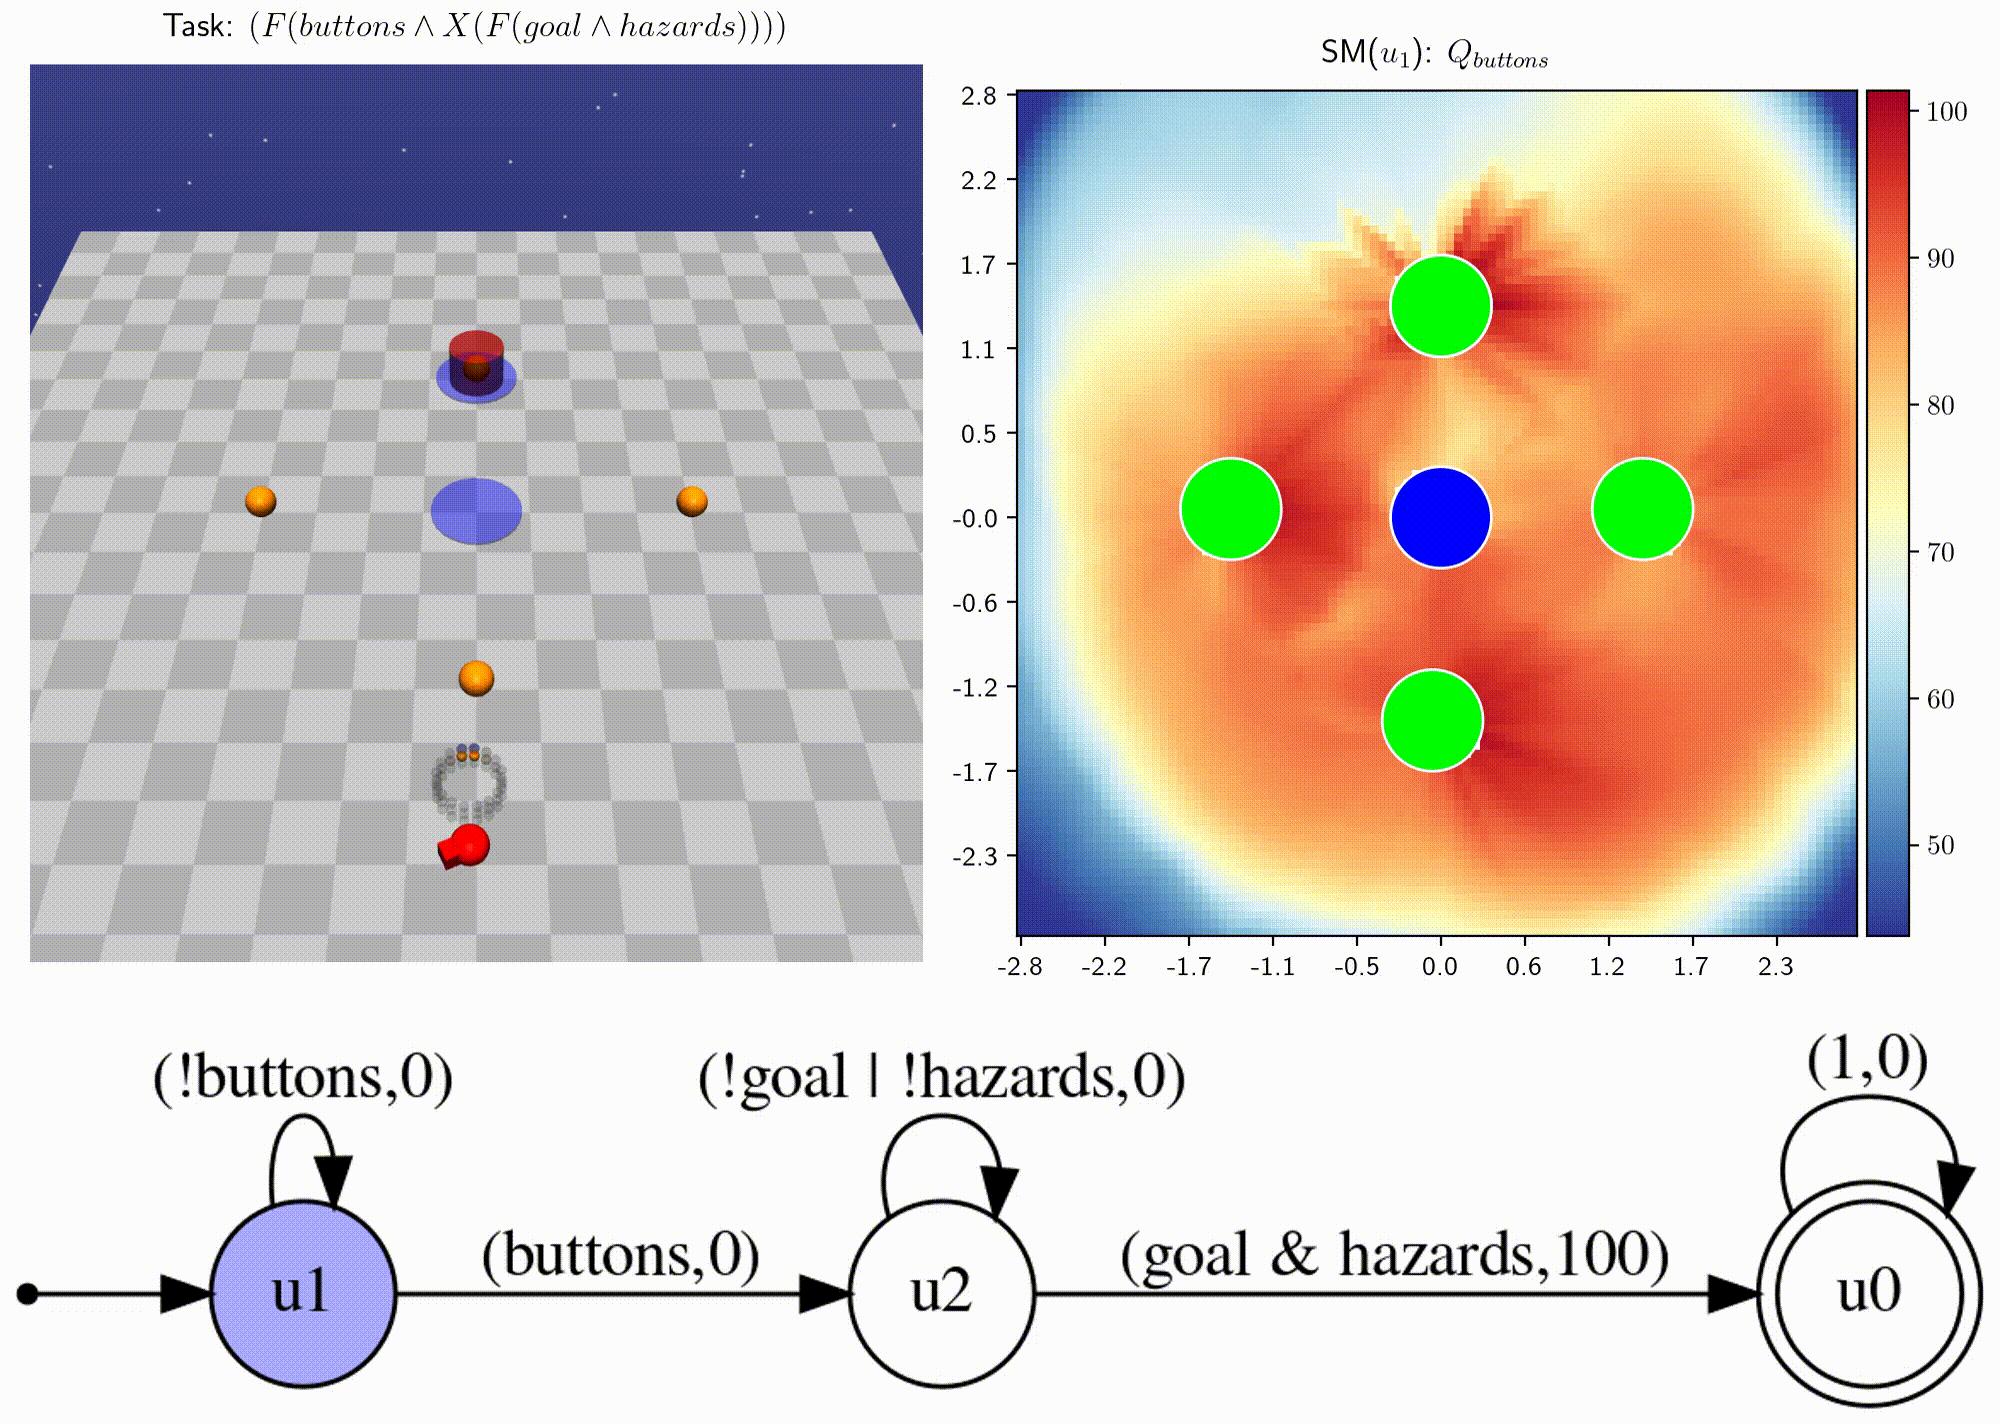 Task: (F(buttons ∧ X(F(goal ∧ hazards))))
SM(u₁): Q_buttons
2.8
2.2
1.7
1.1
0.5
-0.0
-0.6
-1.2
-1.7
-2.3
-2.8 -2.2 -1.7 -1.1 -0.5 0.0 0.6 1.2 1.7 2.3
100
90
80
70
60
50
(!buttons,0)
(!goal | !hazards,0)
(1,0)
(buttons,0)
(goal & hazards,100)
u1
u2
u0